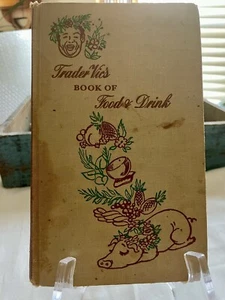 Trader Vic's
BOOK OF
Food & Drink